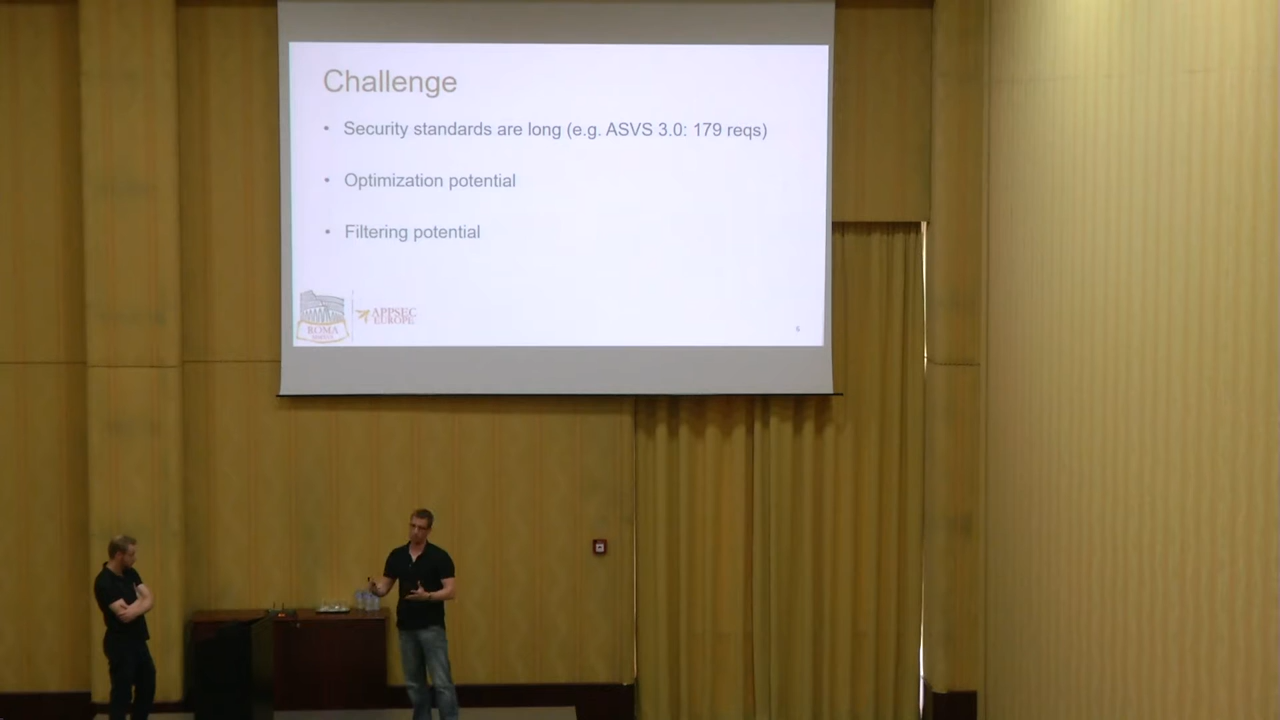 Challenge
• Security standards are long (e.g. ASVS 3.0: 179 reqs)
• Optimization potential
• Filtering potential
ROMA
APPSEC
EUROPE